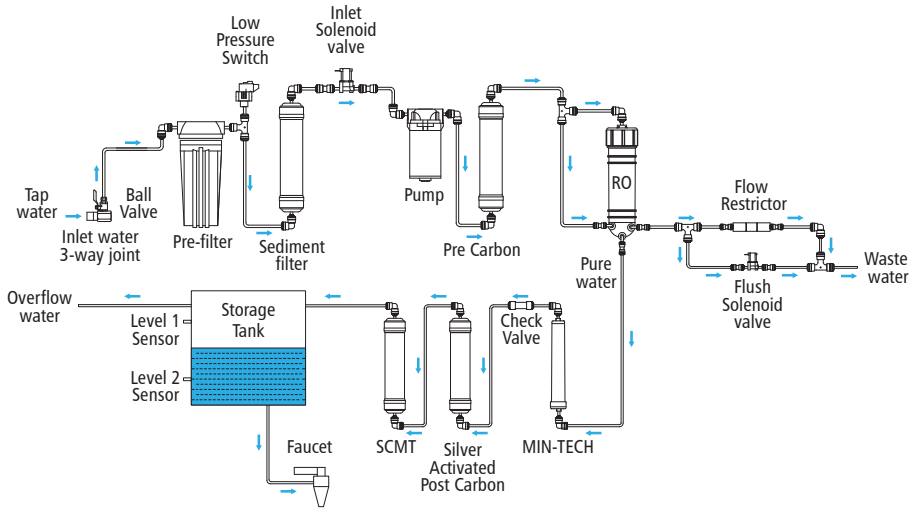 Low
Pressure
Switch
Inlet
Solenoid
valve
Tap
water
Ball
Valve
Inlet water
3-way joint
Pre-filter
Sediment
filter
Pump
Pre Carbon
RO
Pure
water
Flow
Restrictor
Flush
Solenoid
valve
Waste
water
Overflow
water
Level 1
Sensor
Level 2
Sensor
Storage
Tank
Faucet
SCMT
Silver
Activated
Post Carbon
Check
Valve
MIN-TECH